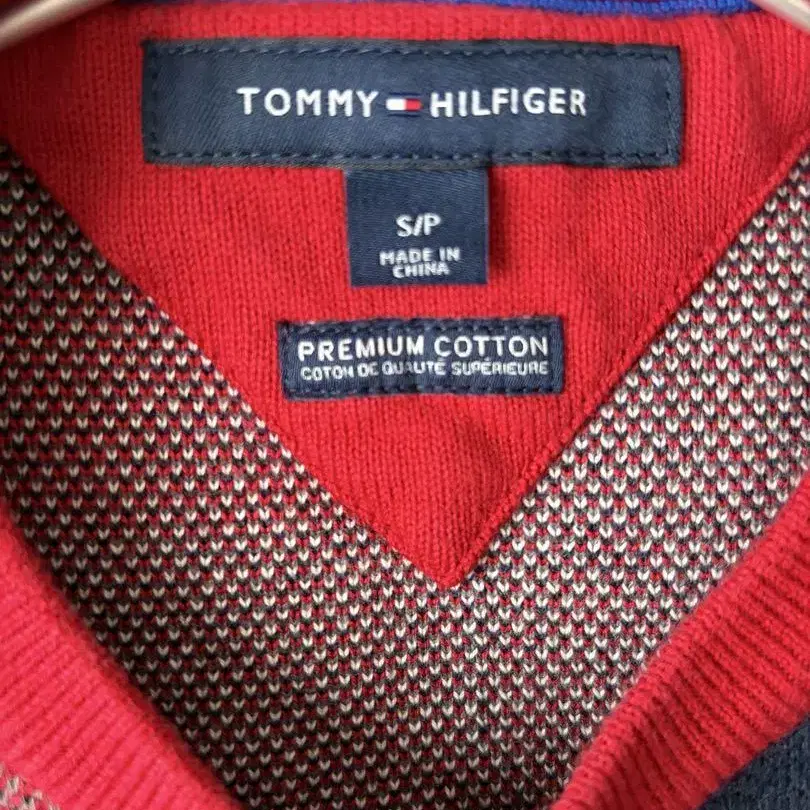 TOMMY HILFIGER
S/P
MADE IN
CHINA
PREMIUM COTTON
COTON DE QUALITÉ SUPÉRIEURE